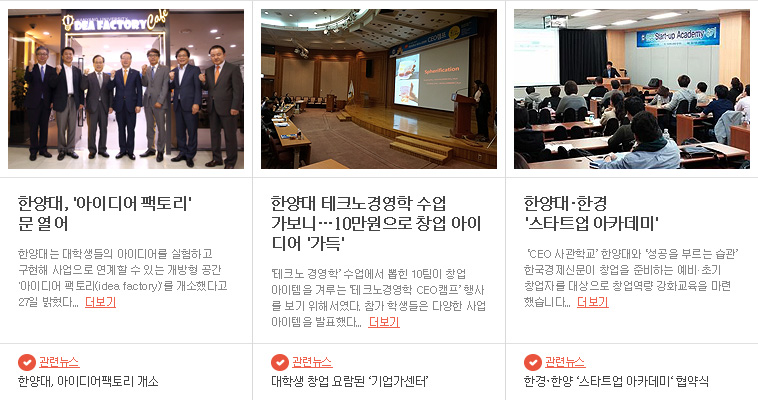 IDEA FACTORY Cafe
CEO캠프
Spherification
Start-up Academy
한양대, '아이디어 팩토리'
문 열어
한양대는 대학생들의 아이디어를 실험하고
구현해 사업으로 연계할 수 있는 개방형 공간
'아이디어 팩토리(idea factory)'를 개소했다고
27일 밝혔다... 더보기
관련뉴스
한양대, 아이디어팩토리 개소
한양대 테크노경영학 수업
가보니…10만원으로 창업 아이
디어 '가득'
‘테크노 경영학’ 수업에서 뽑힌 10팀이 창업
아이템을 겨루는 ‘테크노경영학 CEO캠프’ 행사
를 보기 위해서였다. 참가 학생들은 다양한 사업
아이템을 발표했다... 더보기
관련뉴스
대학생 창업 요람된 ‘기업가센터’
한양대·한경
'스타트업 아카데미'
‘CEO 사관학교’ 한양대와 ‘성공을 부르는 습관’
한국경제신문이 창업을 준비하는 예비·초기
창업자를 대상으로 창업역량 강화교육을 마련
했습니다... 더보기
관련뉴스
한경·한양 ‘스타트업 아카데미‘ 협약식